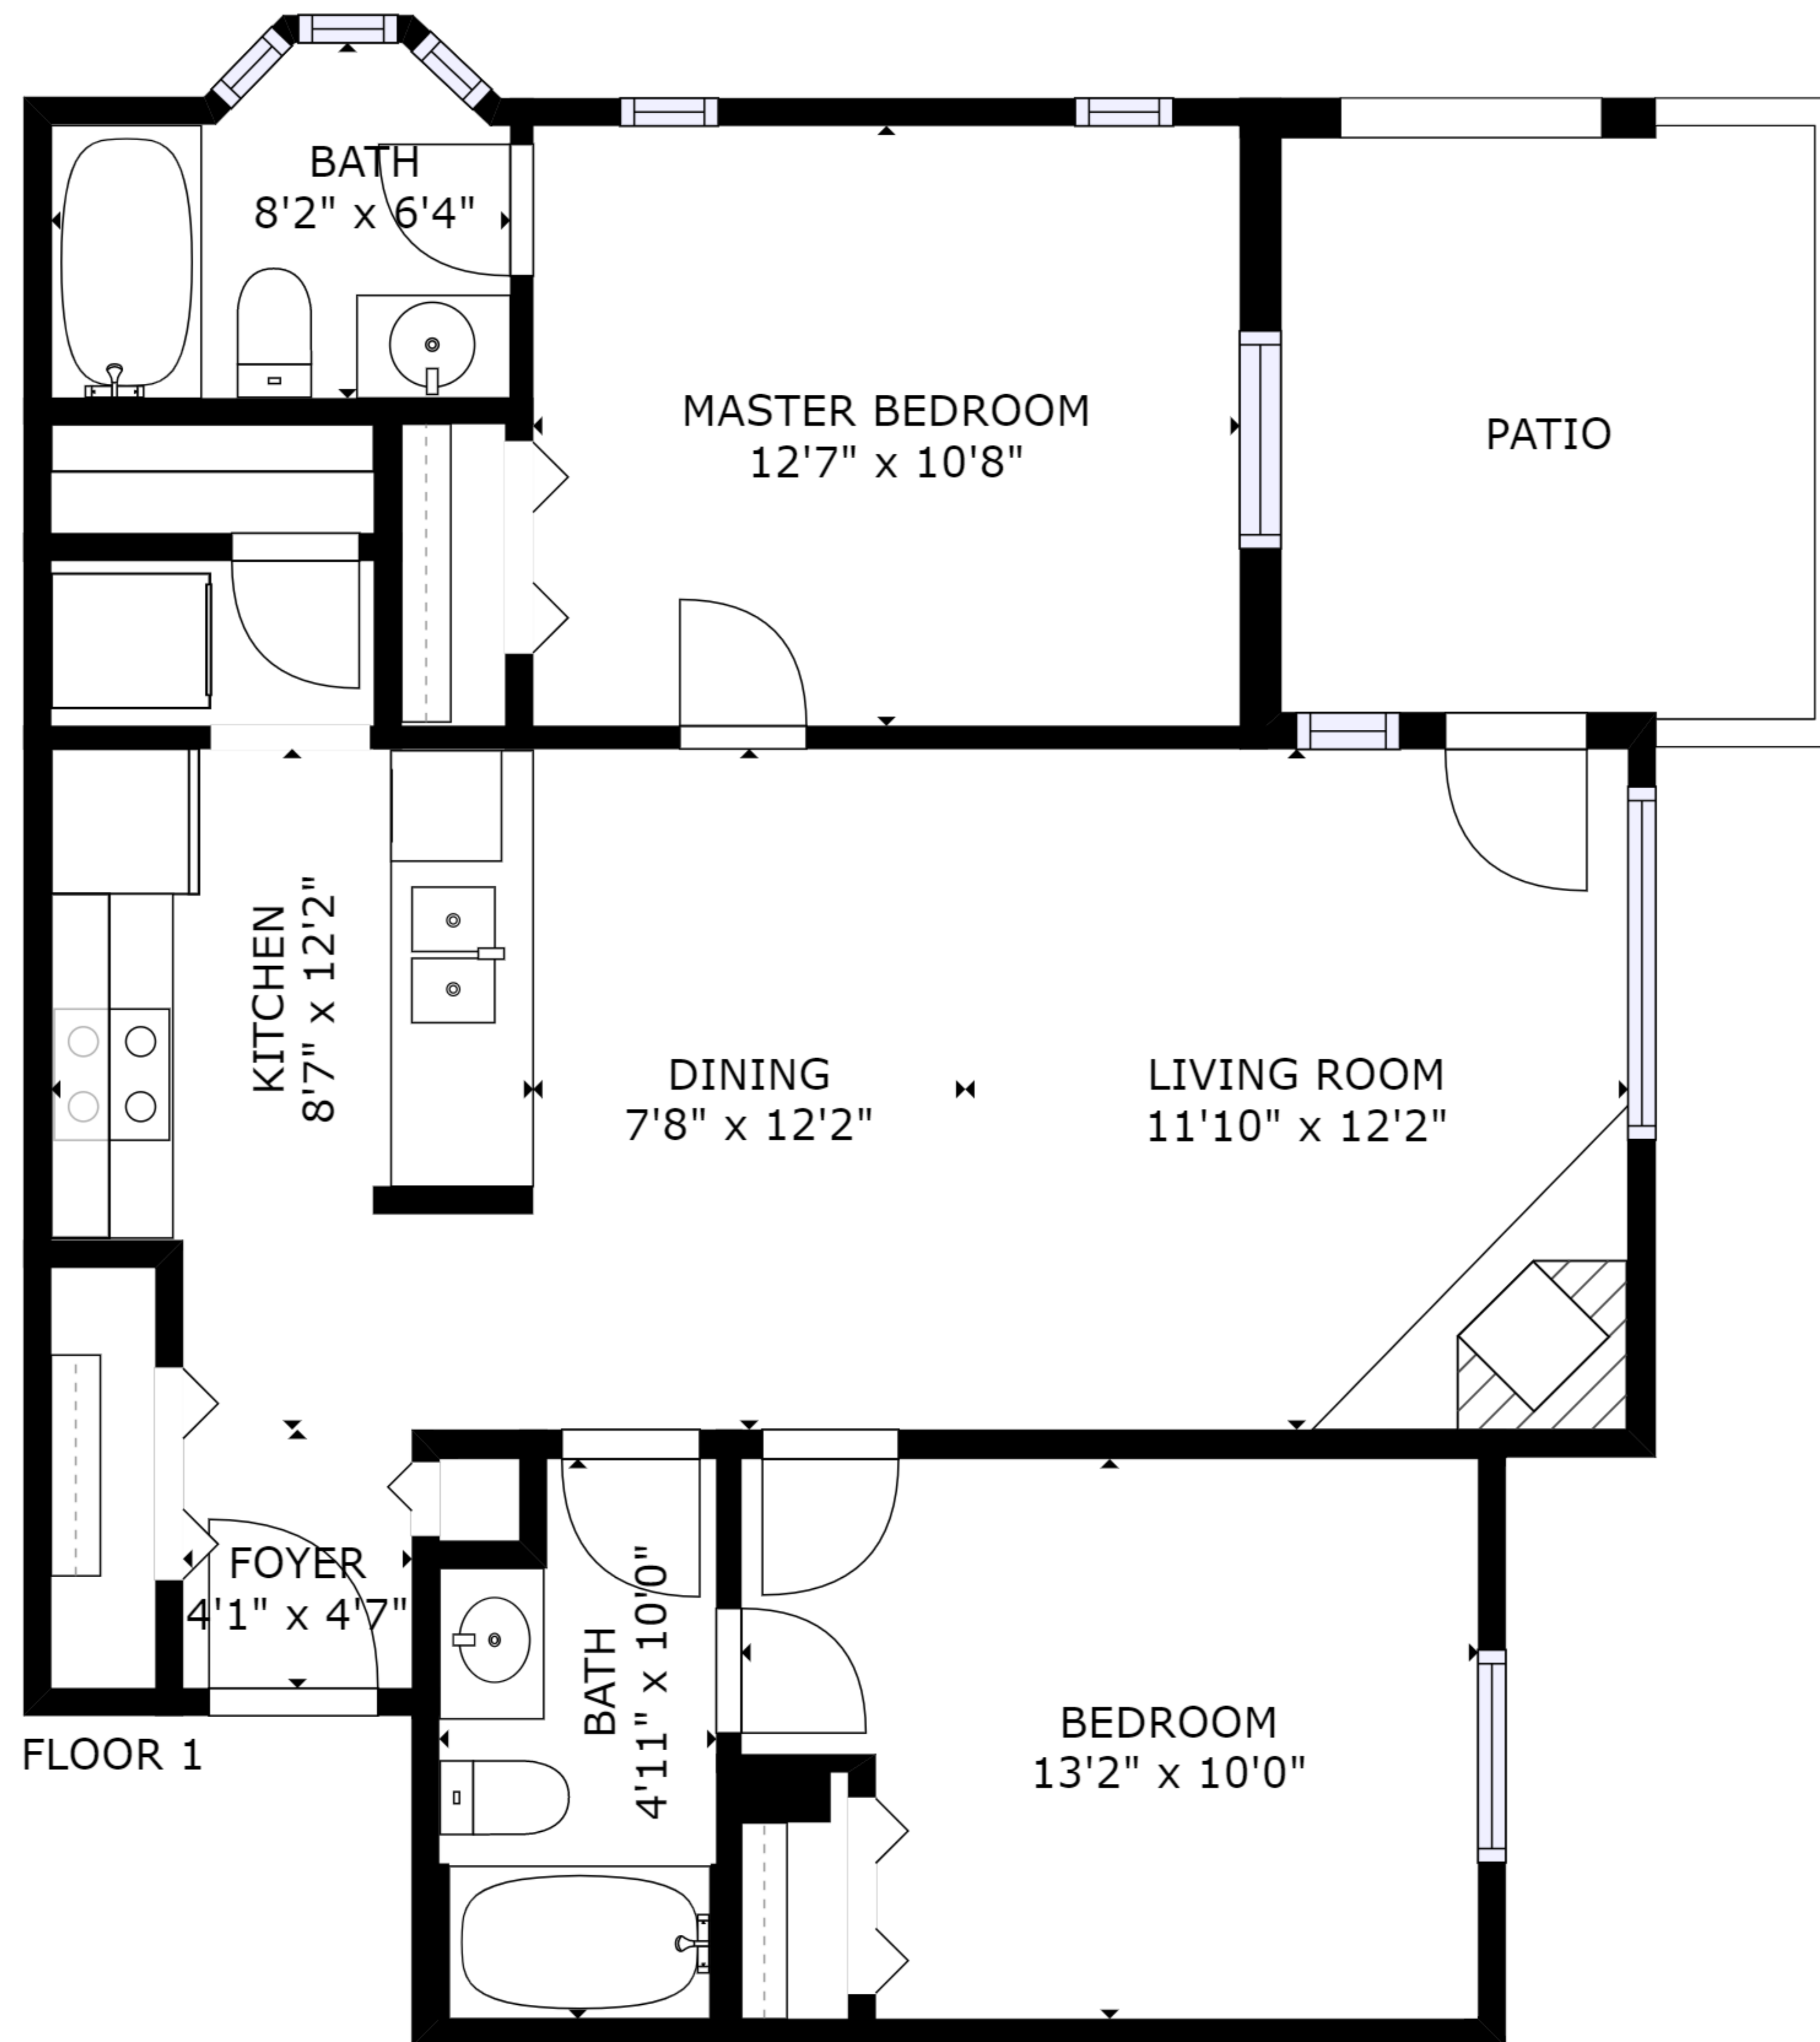 BATH
8'2" x 6'4"
MASTER BEDROOM
12'7" x 10'8"
PATIO
KITCHEN
8'7" x 12'2"
DINING
7'8" x 12'2"
LIVING ROOM
11'10" x 12'2"
FOYER
4'1" x 4'7"
BATH
4'11" x 10'0"
BEDROOM
13'2" x 10'0"
FLOOR 1